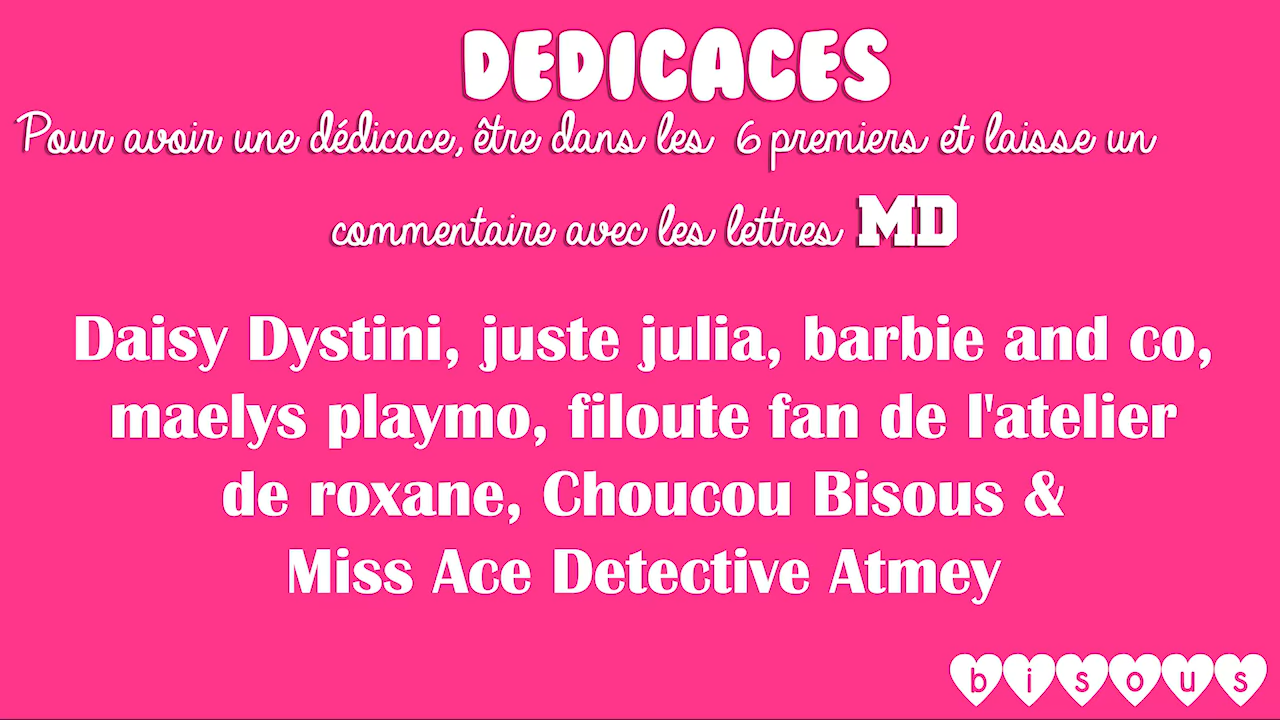 DEDICACES
Pour avoir une dédicace, être dans les 6 premiers et laisse un
commentaire avec les lettres MD
Daisy Dystini, juste julia, barbie and co,
maelys playmo, filoute fan de l'atelier
de roxane, Choucou Bisous &
Miss Ace Detective Atmey
bisous